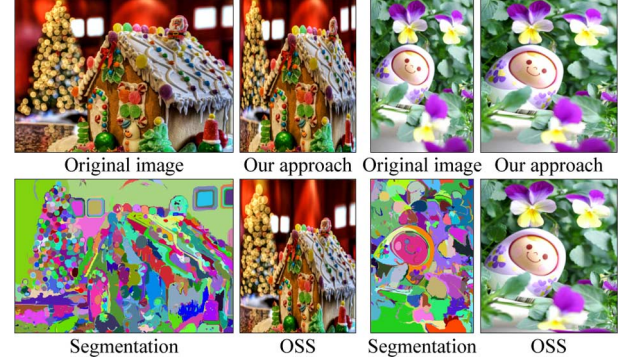 Original image
Our approach
Original image
Our approach
Segmentation
OSS
Segmentation
OSS